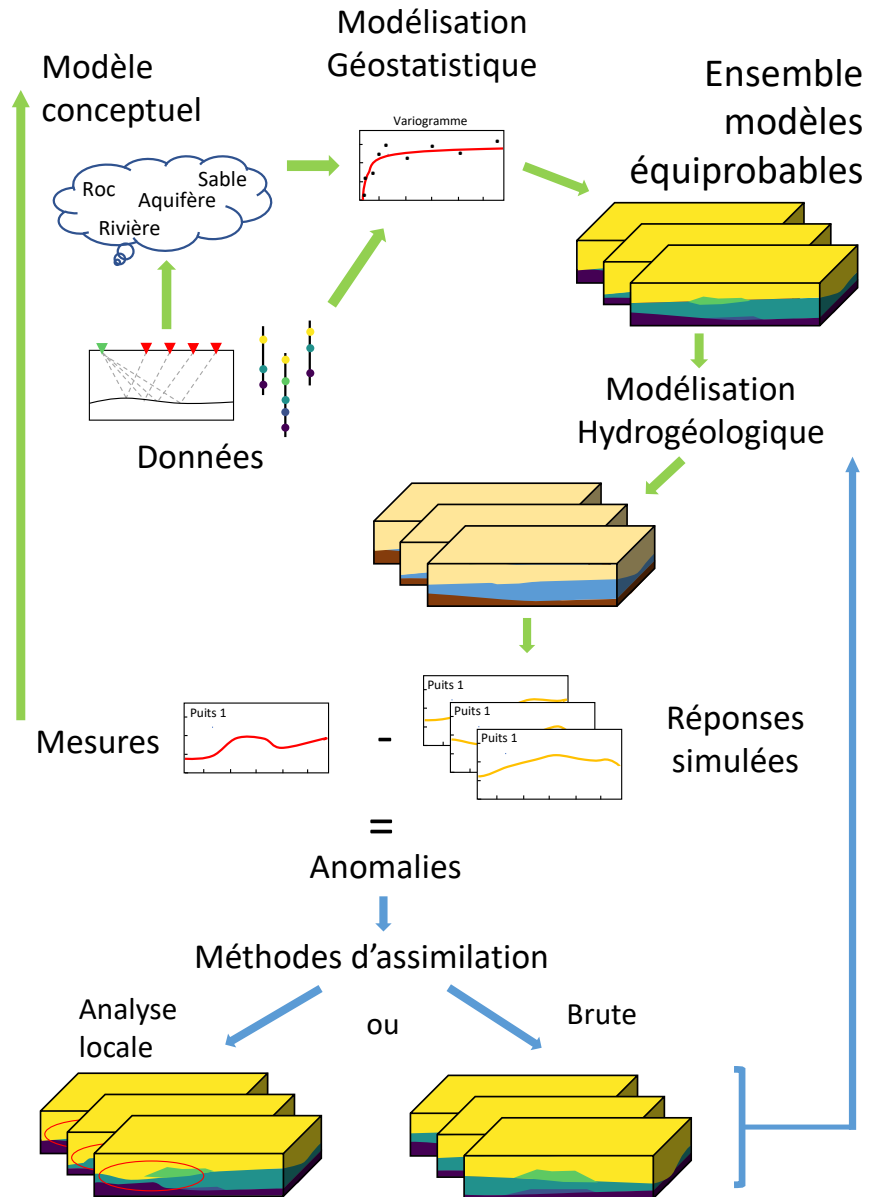 Modélisation
Géostatistique
Modèle
conceptuel
Ensemble
modèles
équiprobables
Variogramme
Roc
Sable
Aquifère
Rivière
Données
Modélisation
Hydrogéologique
Mesures
Puits 1
-
Puits 1
Puits 1
Puits 1
Réponses
simulées
=
Anomalies
Méthodes d'assimilation
Analyse
locale
ou
Brute